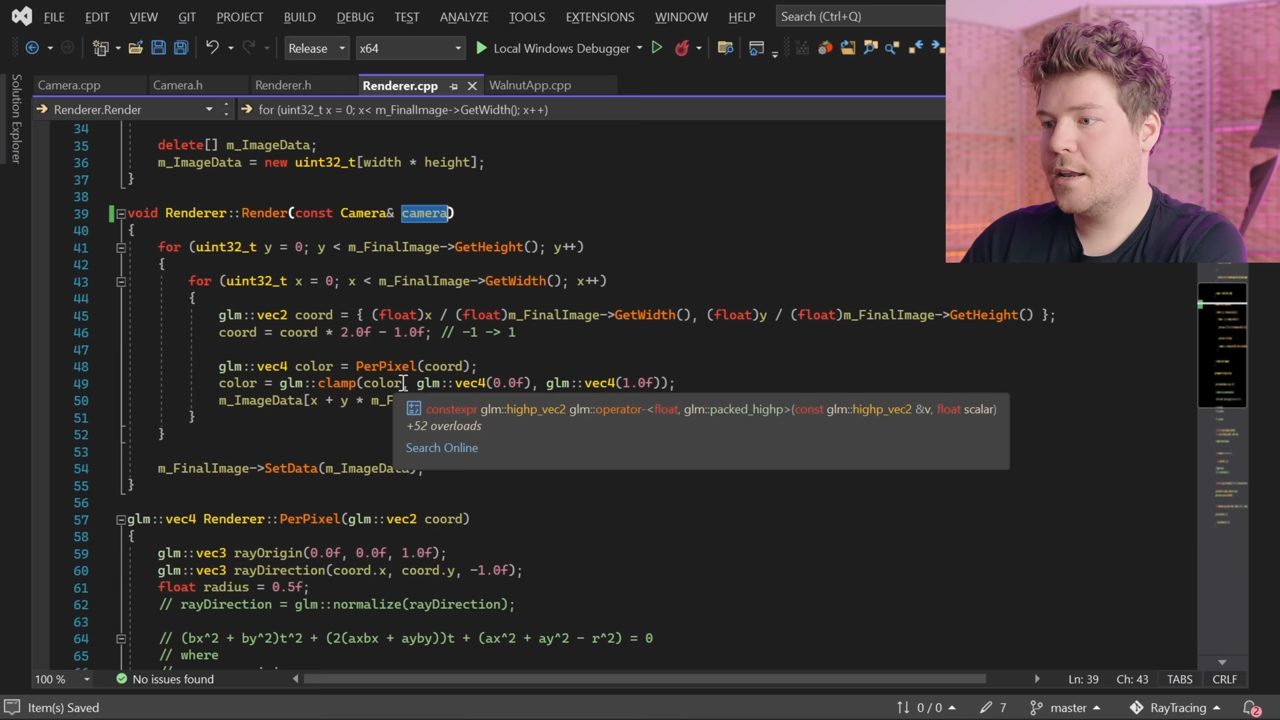 FILE EDIT VIEW GIT PROJECT BUILD DEBUG TEST ANALYZE TOOLS EXTENSIONS WINDOW HELP Search (Ctrl+Q)
Release x64 Local Windows Debugger
Camera.cpp Camera.h Renderer.h Renderer.cpp WalnutApp.cpp
Renderer.Render for (uint32_t x = 0; x< m_FinalImage->GetWidth(); x++)
Solution Explorer
34
35 delete[] m_ImageData;
36 m_ImageData = new uint32_t[width * height];
37 }
38
39 void Renderer::Render(const Camera& camera)
40 {
41 for (uint32_t y = 0; y < m_FinalImage->GetHeight(); y++)
42 {
43 for (uint32_t x = 0; x < m_FinalImage->GetWidth(); x++)
44 {
45 glm::vec2 coord = { (float)x / (float)m_FinalImage->GetWidth(), (float)y / (float)m_FinalImage->GetHeight() };
46 coord = coord * 2.0f - 1.0f; // -1 -> 1
47
48 glm::vec4 color = PerPixel(coord);
49 color = glm::clamp(color, glm::vec4(0.0f), glm::vec4(1.0f));
50 m_ImageData[x + y * m_F
constexpr glm::highp_vec2 glm::operator-<float, glm::packed_highp>(const glm::highp_vec2 &v, float scalar)
+52 overloads
Search Online
51 }
52 }
53
54 m_FinalImage->SetData(m_ImageData);
55 }
56
57 glm::vec4 Renderer::PerPixel(glm::vec2 coord)
58 {
59 glm::vec3 rayOrigin(0.0f, 0.0f, 1.0f);
60 glm::vec3 rayDirection(coord.x, coord.y, -1.0f);
61 float radius = 0.5f;
62 // rayDirection = glm::normalize(rayDirection);
63
64 // (bx^2 + by^2)t^2 + (2(axbx + ayby))t + (ax^2 + ay^2 - r^2) = 0
65 // where
100 % No issues found Ln: 39 Ch: 43 TABS CRLF
Item(s) Saved 0 / 0 7 master RayTracing 2